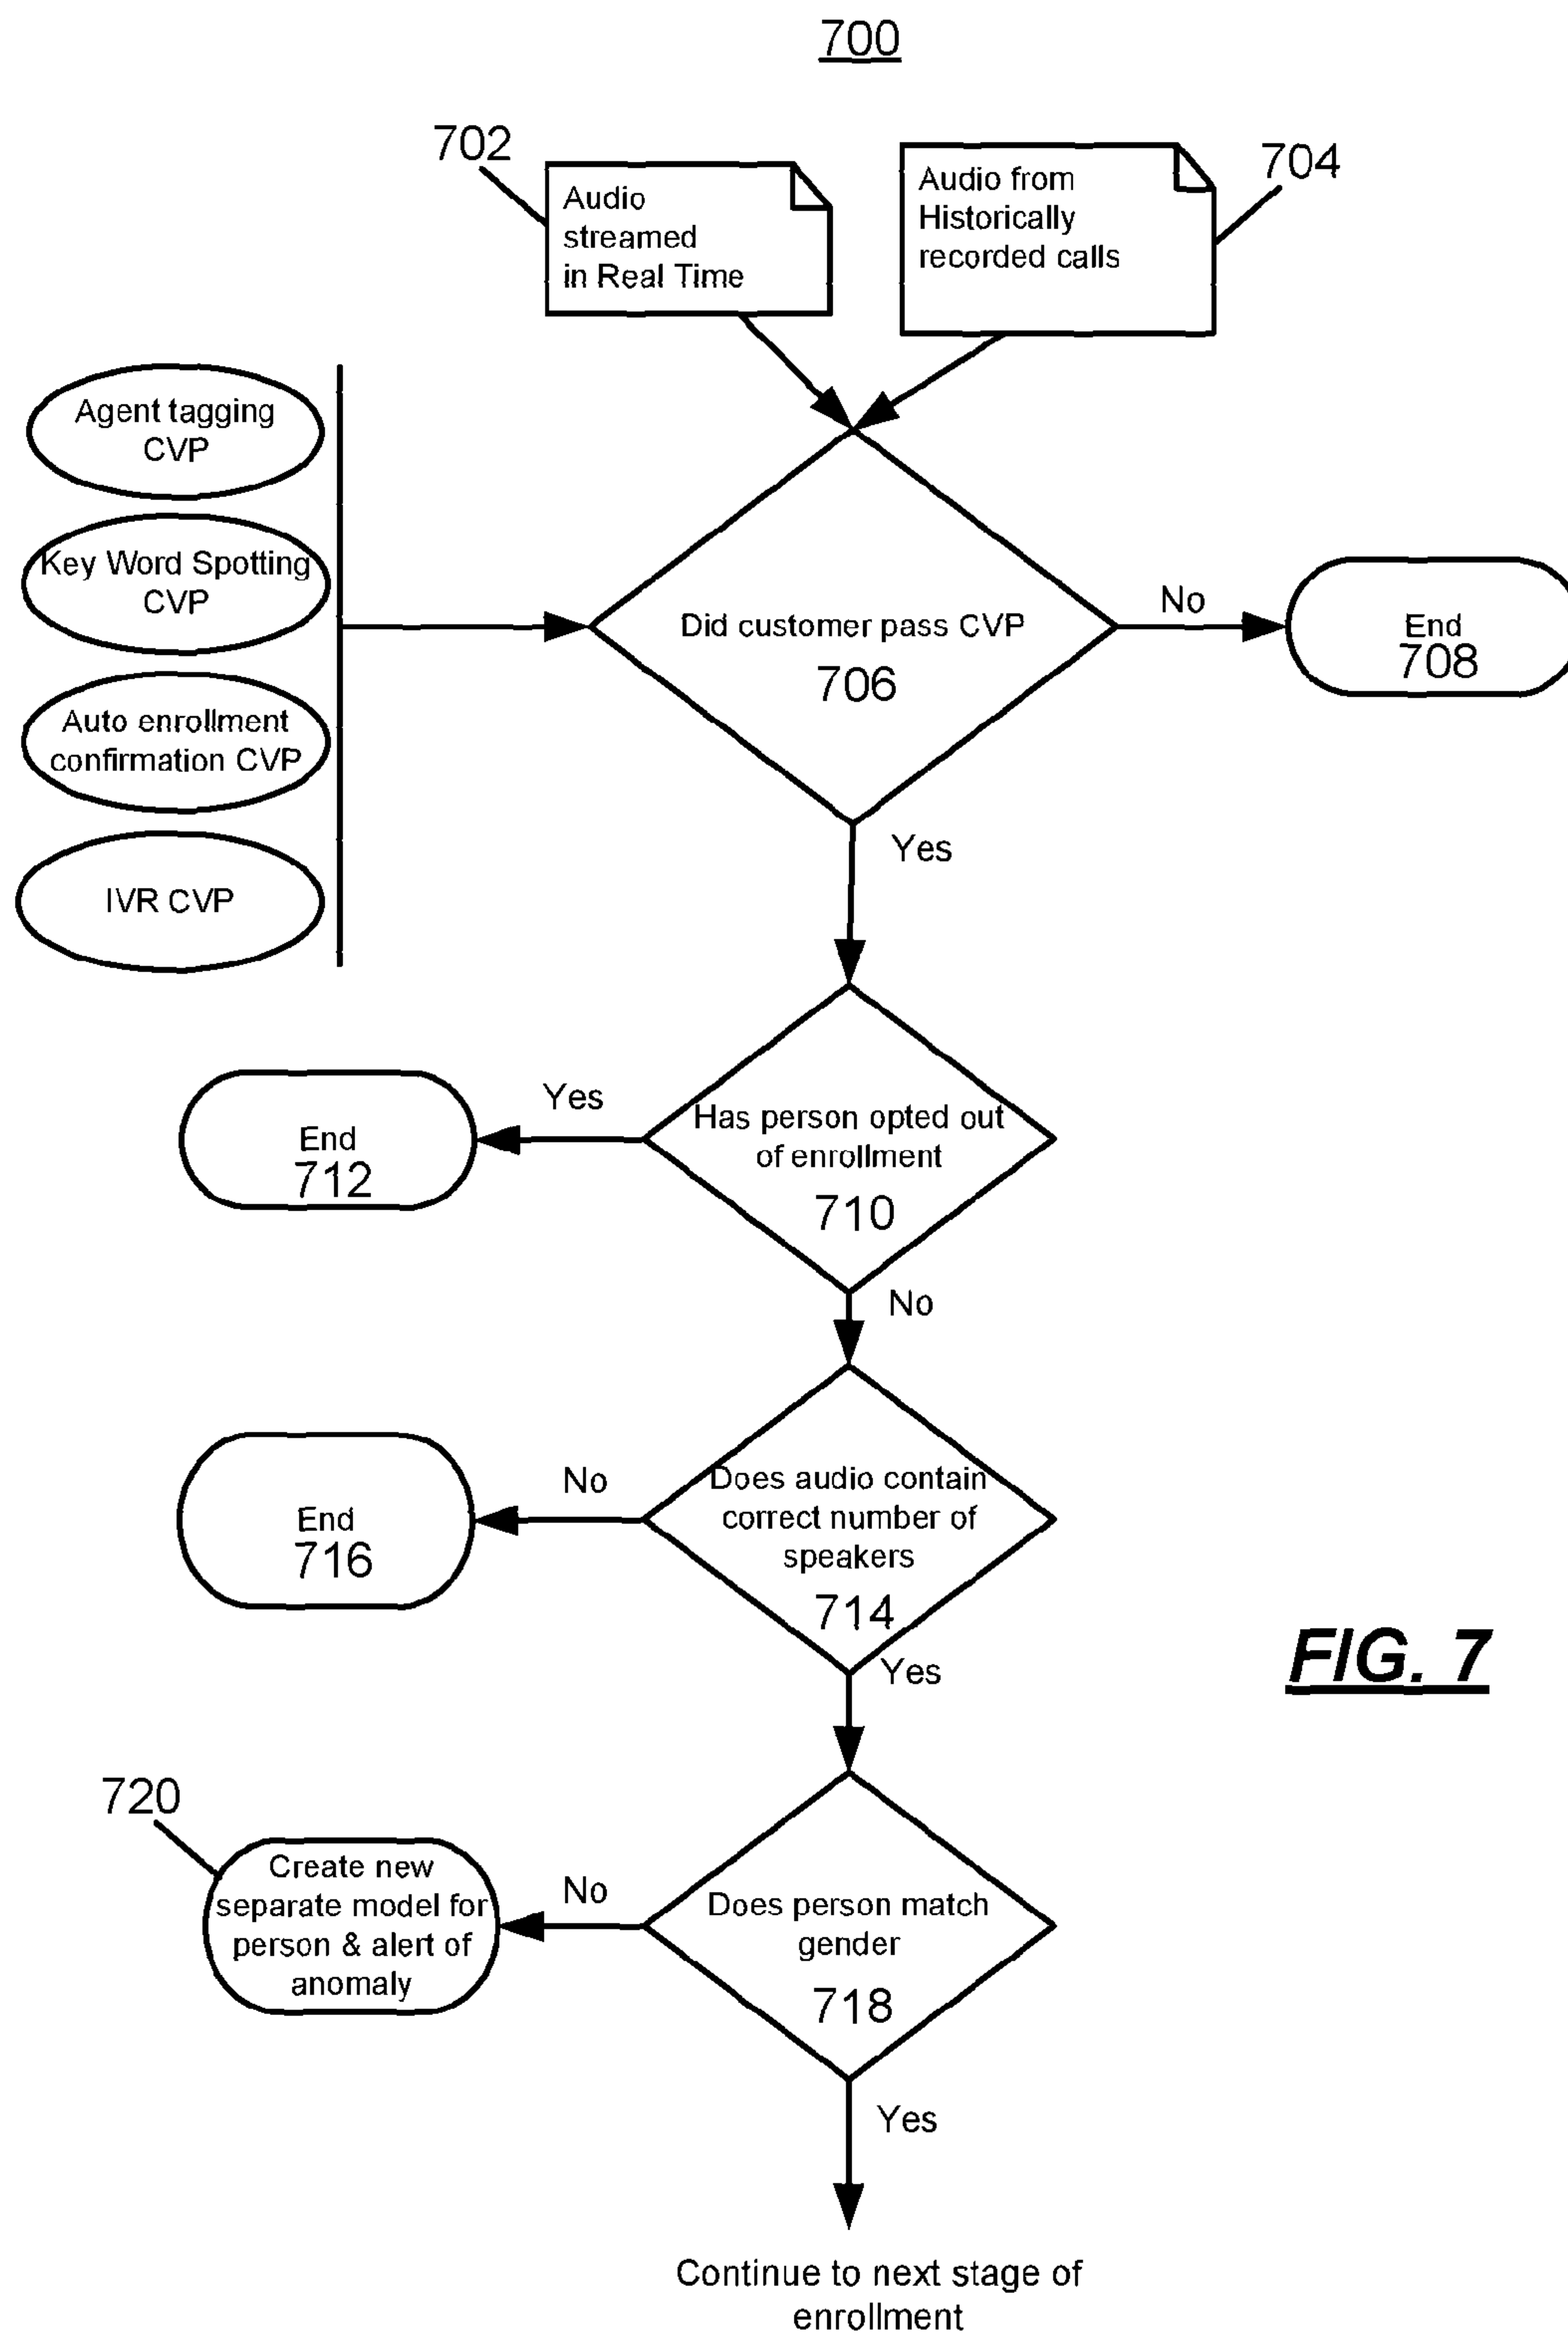 700
702
Audio
streamed
in Real Time
Audio from
Historically
recorded calls
704
Agent tagging
CVP
Key Word Spotting
CVP
Auto enrollment
confirmation CVP
IVR CVP
Did customer pass CVP
706
No
End
708
Yes
Has person opted out
of enrollment
710
Yes
End
712
No
Does audio contain
correct number of
speakers
714
No
End
716
Yes
FIG. 7
Does person match
gender
718
No
720
Create new
separate model for
person & alert of
anomaly
Yes
Continue to next stage of
enrollment